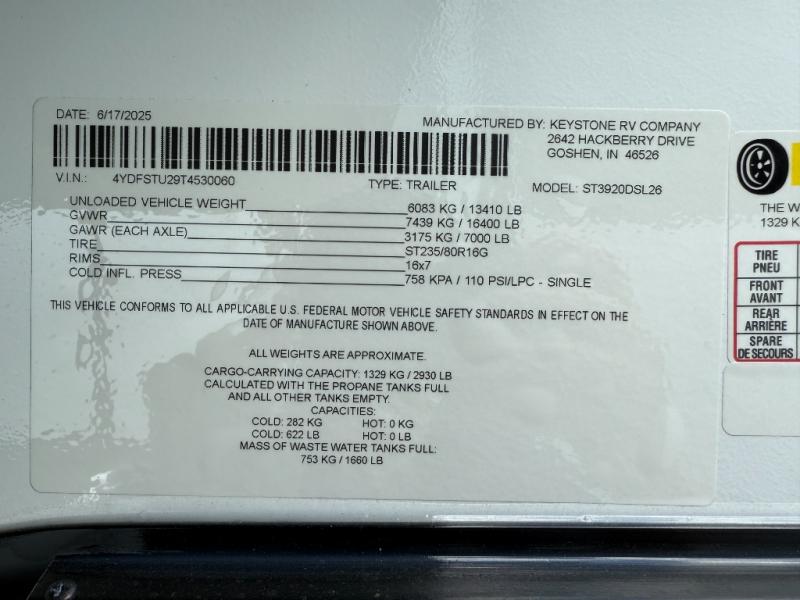 DATE: 6/17/2025
MANUFACTURED BY: KEYSTONE RV COMPANY
2642 HACKBERRY DRIVE
GOSHEN, IN 46526
V.I.N.: 4YDFSTU29T4530060 TYPE: TRAILER MODEL: ST3920DSL26
UNLOADED VEHICLE WEIGHT 6083 KG / 13410 LB
GVWR 7439 KG / 16400 LB
GAWR (EACH AXLE) 3175 KG / 7000 LB
TIRE ST235/80R16G
RIMS 16x7
COLD INFL. PRESS 758 KPA / 110 PSI/LPC - SINGLE
THIS VEHICLE CONFORMS TO ALL APPLICABLE U.S. FEDERAL MOTOR VEHICLE SAFETY STANDARDS IN EFFECT ON THE
DATE OF MANUFACTURE SHOWN ABOVE.
ALL WEIGHTS ARE APPROXIMATE.
CARGO-CARRYING CAPACITY: 1329 KG / 2930 LB
CALCULATED WITH THE PROPANE TANKS FULL
AND ALL OTHER TANKS EMPTY.
CAPACITIES:
COLD: 282 KG HOT: 0 KG
COLD: 622 LB HOT: 0 LB
MASS OF WASTE WATER TANKS FULL:
753 KG / 1660 LB
THE W
1329 K
TIRE
PNEU
FRONT
AVANT
REAR
ARRIÈRE
SPARE
DE SECOURS